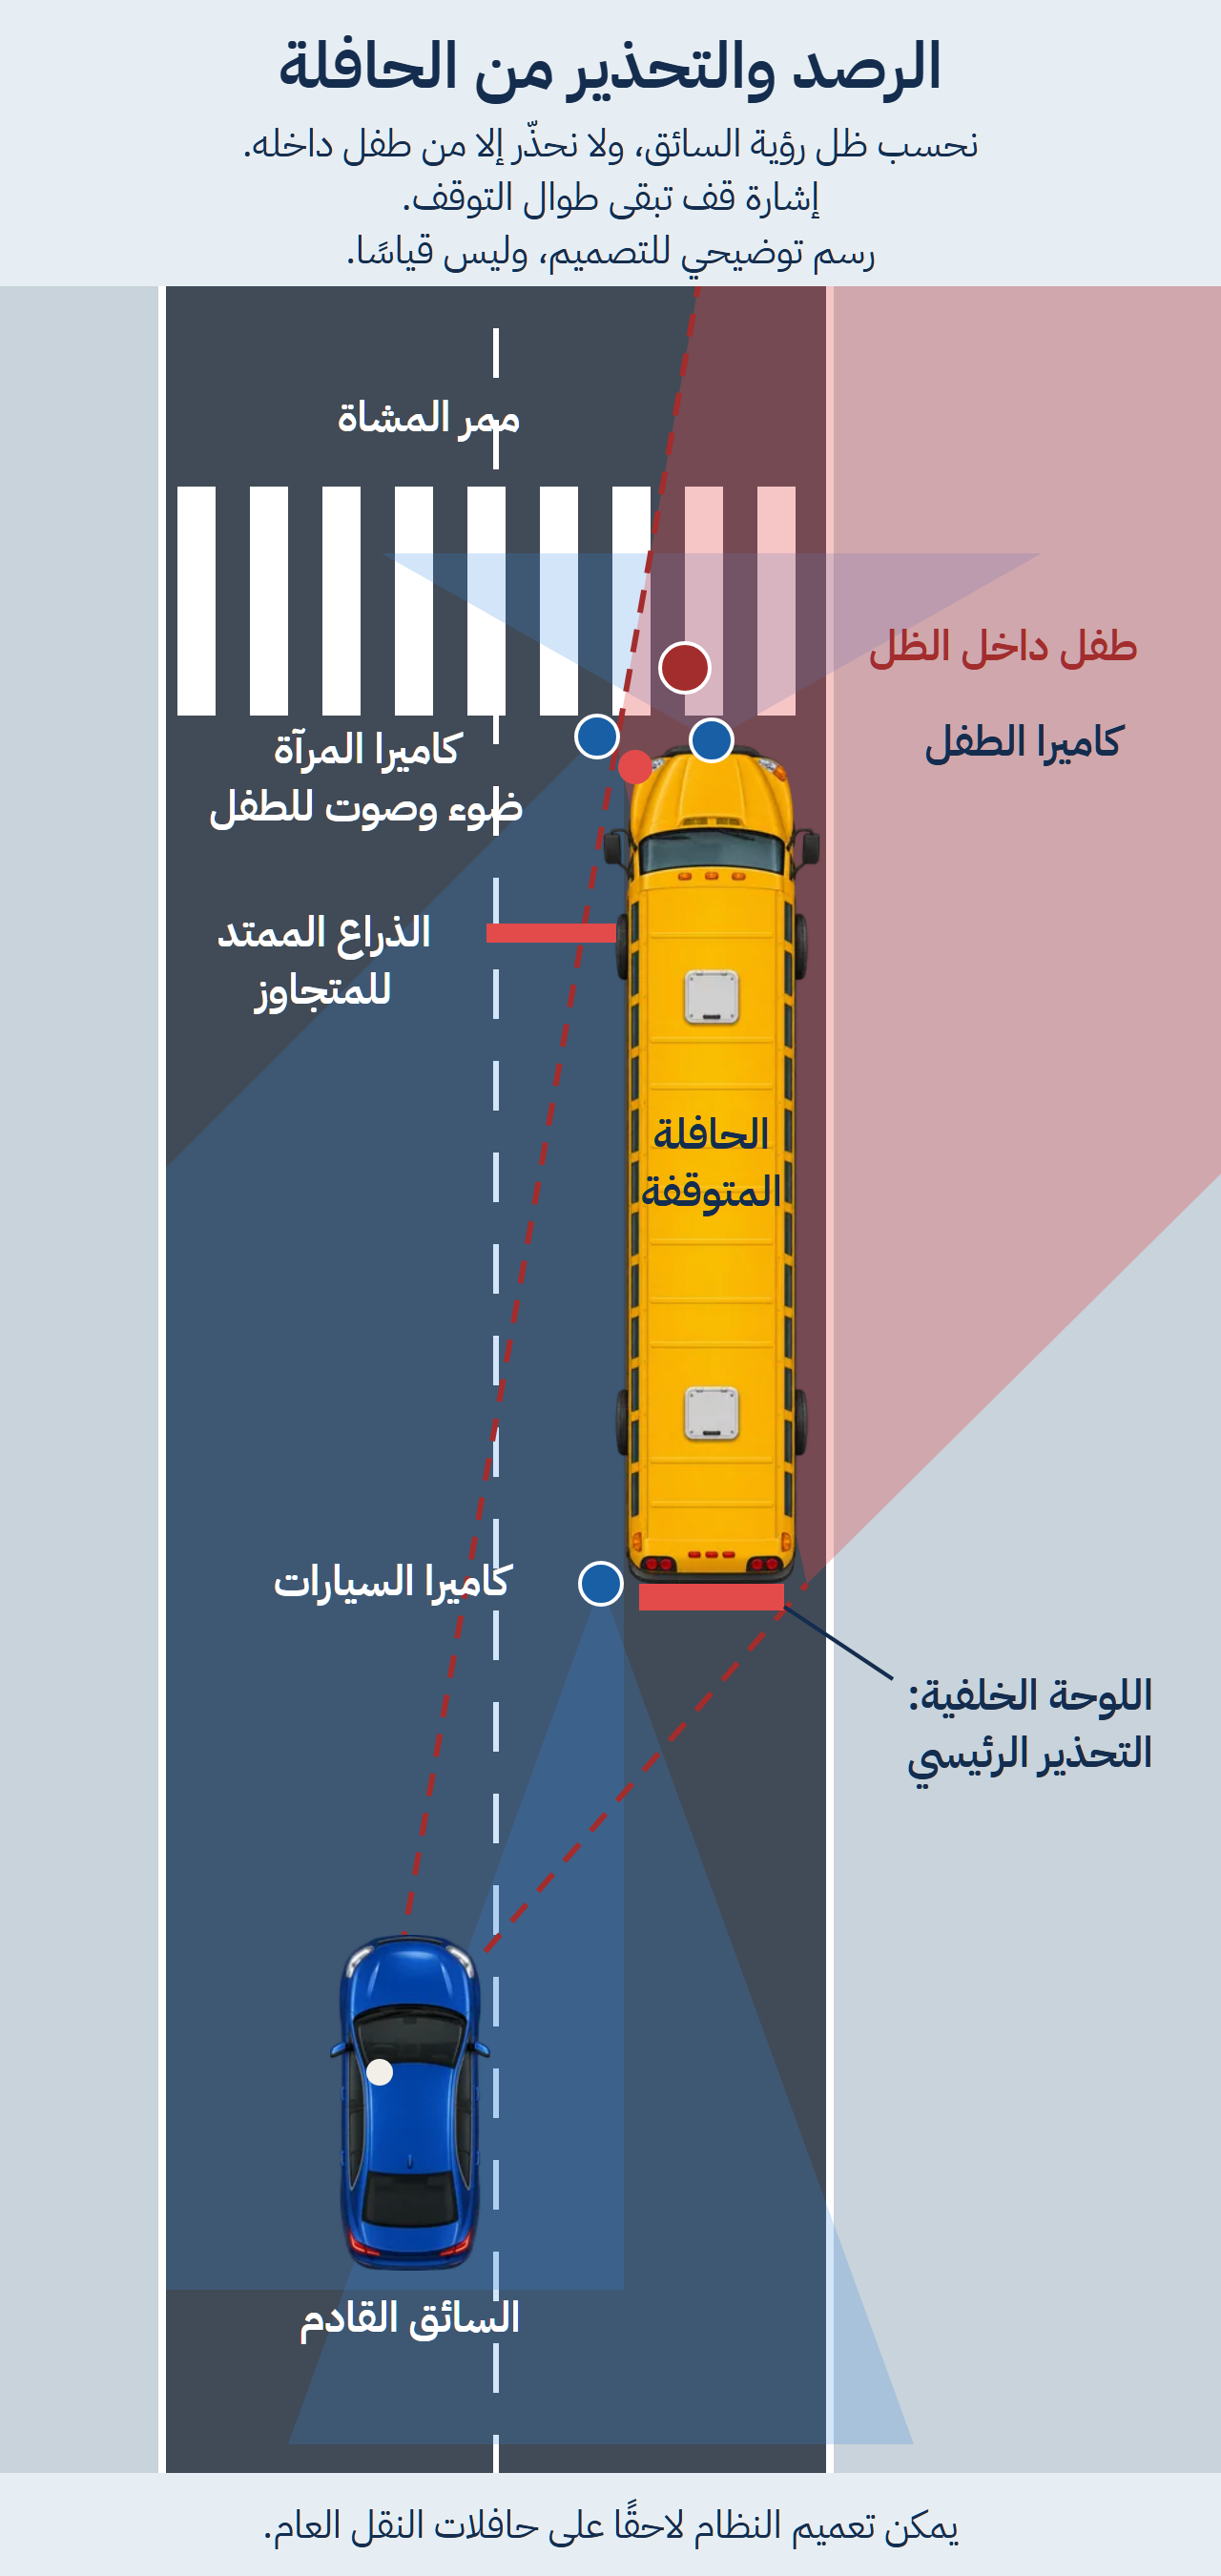 الرصد والتحذير من الحافلة
نحسب ظل رؤية السائق، ولا نحذّر إلا من طفل داخله.
إشارة قف تبقى طوال التوقف.
رسم توضيحي للتصميم، وليس قياسًا.
ممر المشاة
طفل داخل الظل
كاميرا الطفل
كاميرا المرآة
ضوء وصوت للطفل
الذراع الممتد
للمتجاوز
الحافلة
المتوقفة
كاميرا السيارات
اللوحة الخلفية:
التحذير الرئيسي
السائق القادم
يمكن تعميم النظام لاحقًا على حافلات النقل العام.